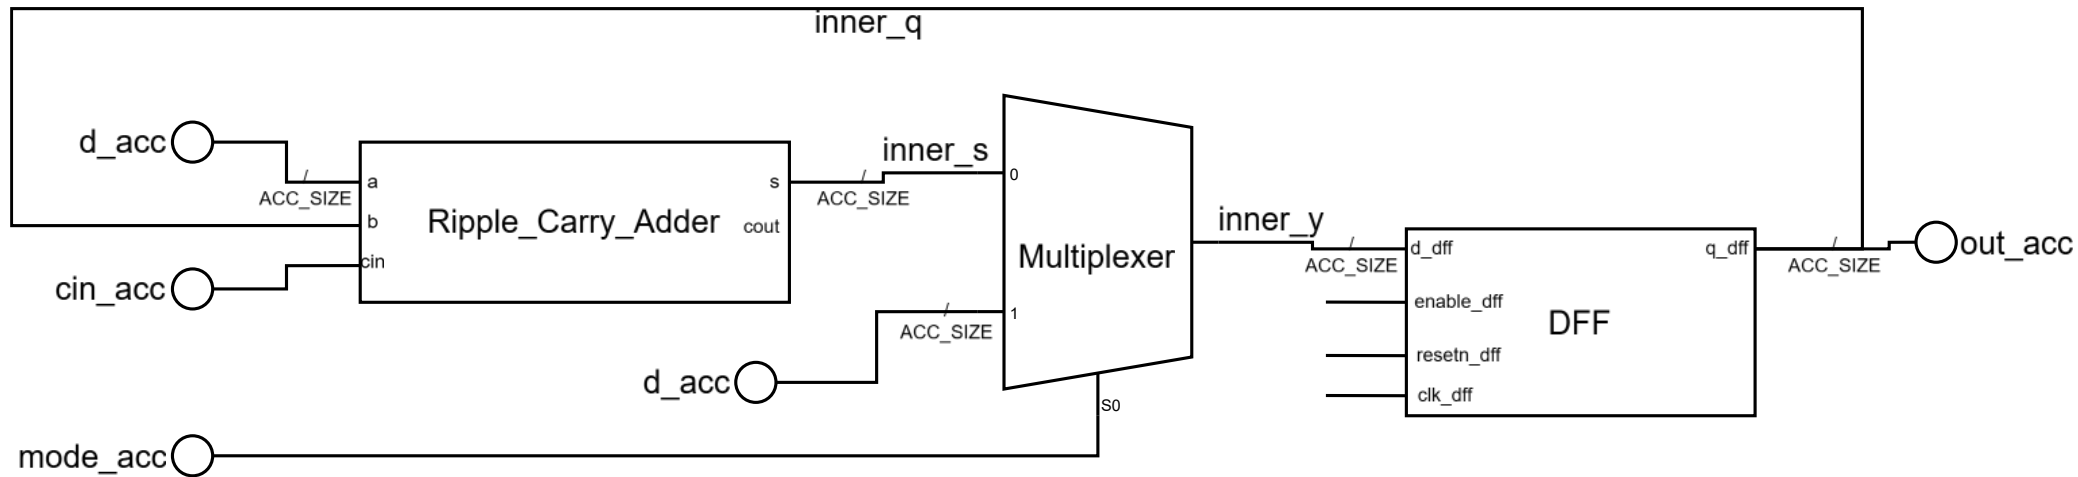 inner_q
d_acc
ACC_SIZE
a
b
cin
Ripple_Carry_Adder
s
cout
cin_acc
ACC_SIZE
inner_s
0
Multiplexer
1
ACC_SIZE
d_acc
S0
mode_acc
inner_y
ACC_SIZE
d_dff
enable_dff
resetn_dff
clk_dff
DFF
q_dff
ACC_SIZE
out_acc